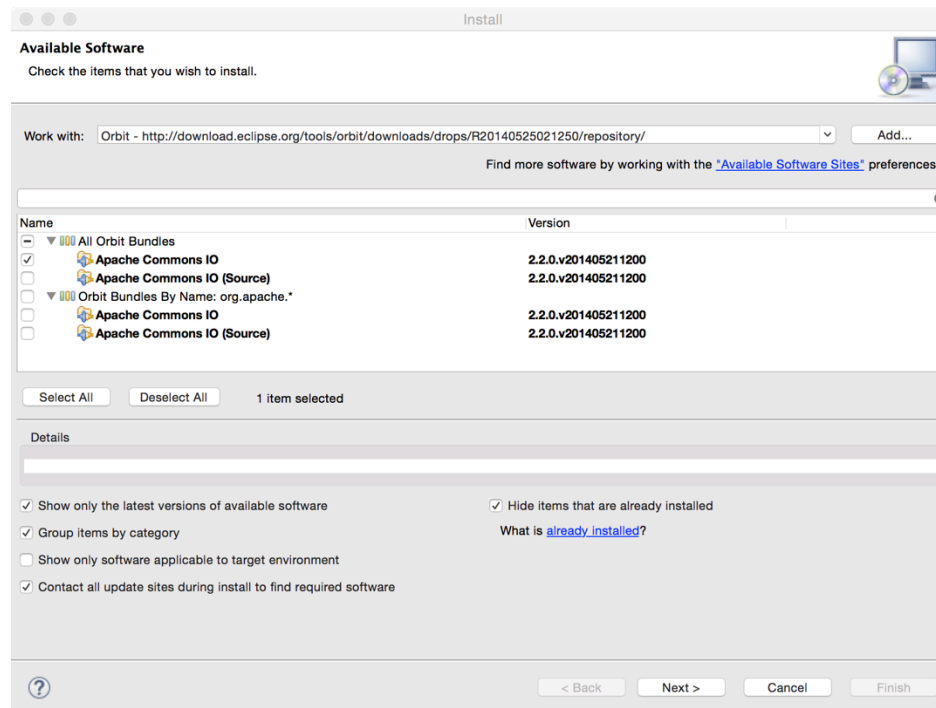 Install
Available Software
Check the items that you wish to install.
Work with: Orbit - http://download.eclipse.org/tools/orbit/downloads/drops/R20140525021250/repository/ Add...
Find more software by working with the "Available Software Sites" preferences
Name Version
All Orbit Bundles
Apache Commons IO 2.2.0.v201405211200
Apache Commons IO (Source) 2.2.0.v201405211200
Orbit Bundles By Name: org.apache.*
Apache Commons IO 2.2.0.v201405211200
Apache Commons IO (Source) 2.2.0.v201405211200
Select All Deselect All 1 item selected
Details
Show only the latest versions of available software Hide items that are already installed
Group items by category What is already installed?
Show only software applicable to target environment
Contact all update sites during install to find required software
? < Back Next > Cancel Finish